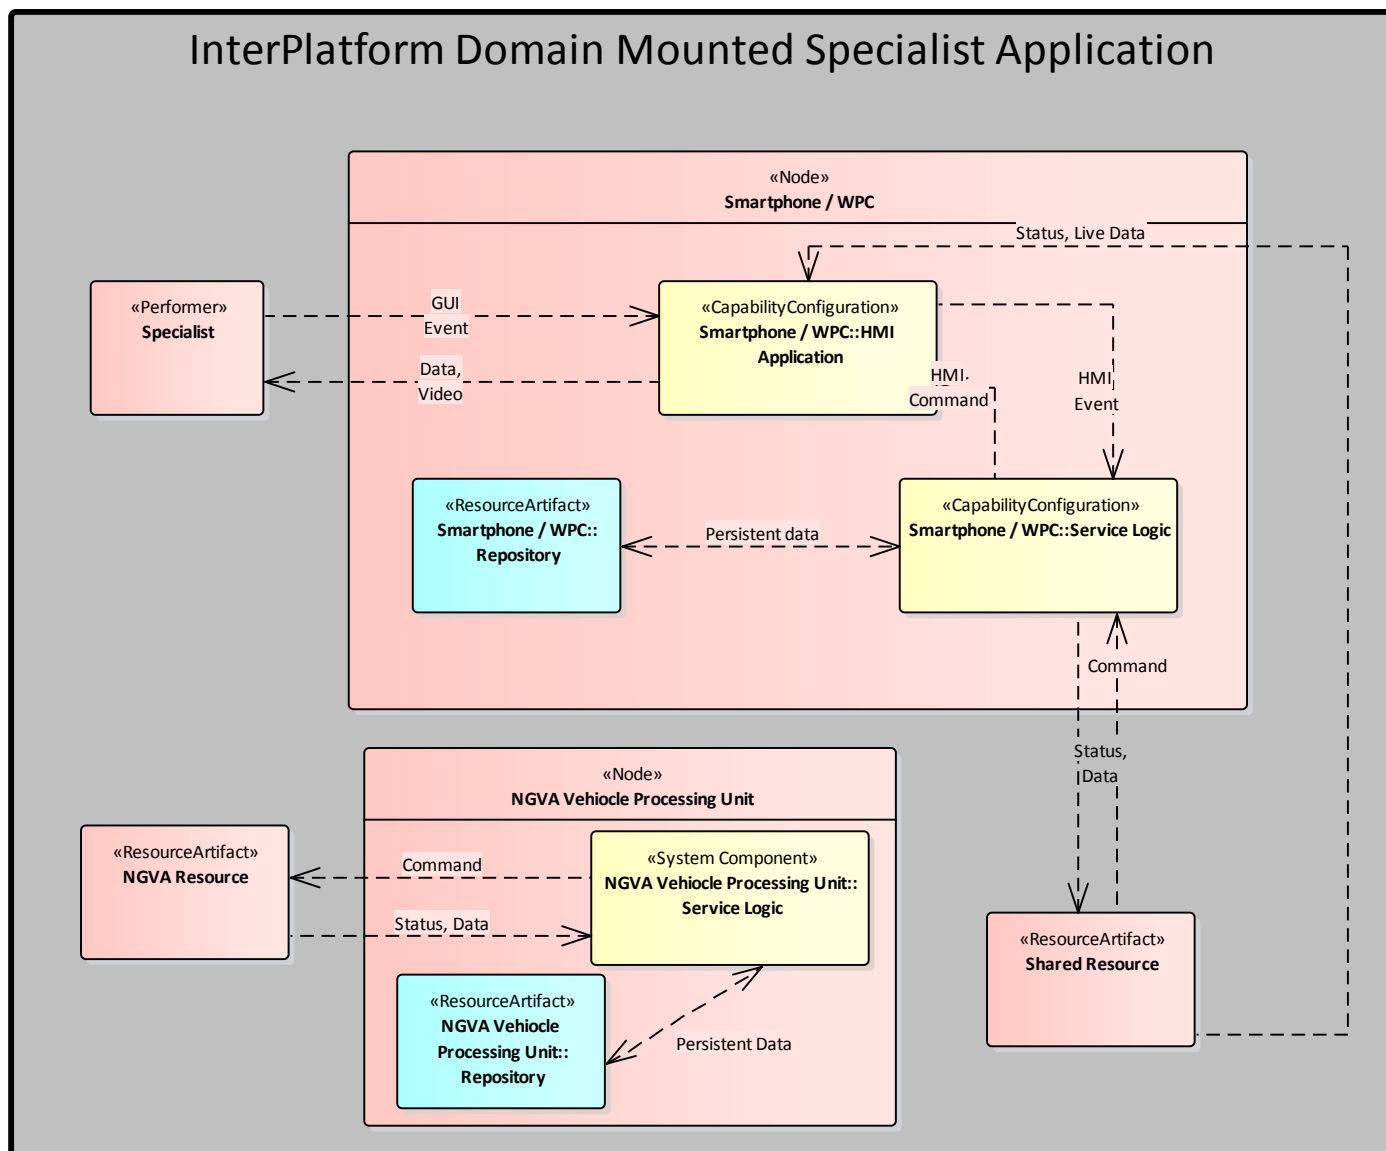 InterPlatform Domain Mounted Specialist Application
«Node»
Smartphone / WPC
Status, Live Data
«Performer»
Specialist
GUI
Event
Data,
Video
«CapabilityConfiguration»
Smartphone / WPC::HMI
Application
HMI
Command
HMI
Event
«ResourceArtifact»
Smartphone / WPC::
Repository
Persistent data
«CapabilityConfiguration»
Smartphone / WPC::Service Logic
Command
Status,
Data
«Node»
NGVA Vehiocle Processing Unit
«ResourceArtifact»
NGVA Resource
Command
Status, Data
«System Component»
NGVA Vehiocle Processing Unit::
Service Logic
«ResourceArtifact»
NGVA Vehiocle
Processing Unit::
Repository
Persistent Data
«ResourceArtifact»
Shared Resource